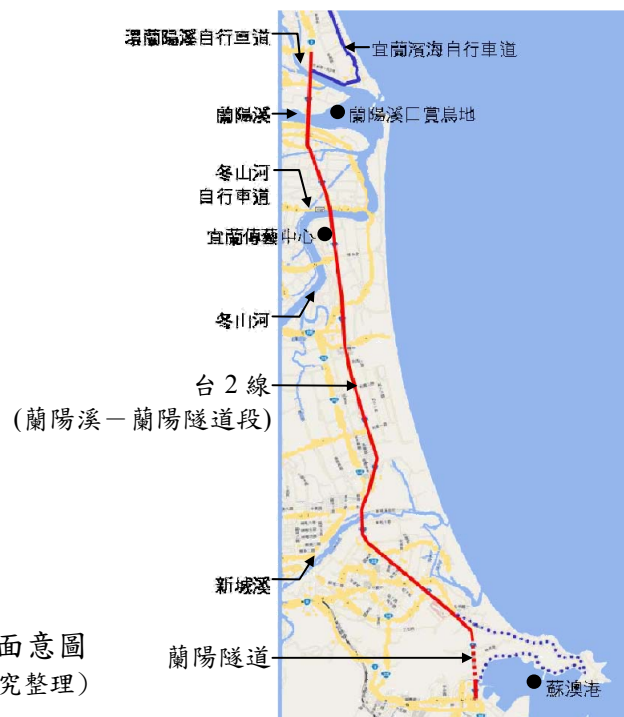 環蘭陽溪自行車道
宜蘭濱海自行車道
蘭陽溪
蘭陽溪口賞鳥地
冬山河
自行車道
宜蘭傳藝中心
冬山河
台 2 線
(蘭陽溪－蘭陽隧道段)
新城溪
面意圖
究整理）
蘭陽隧道
蘇澳港